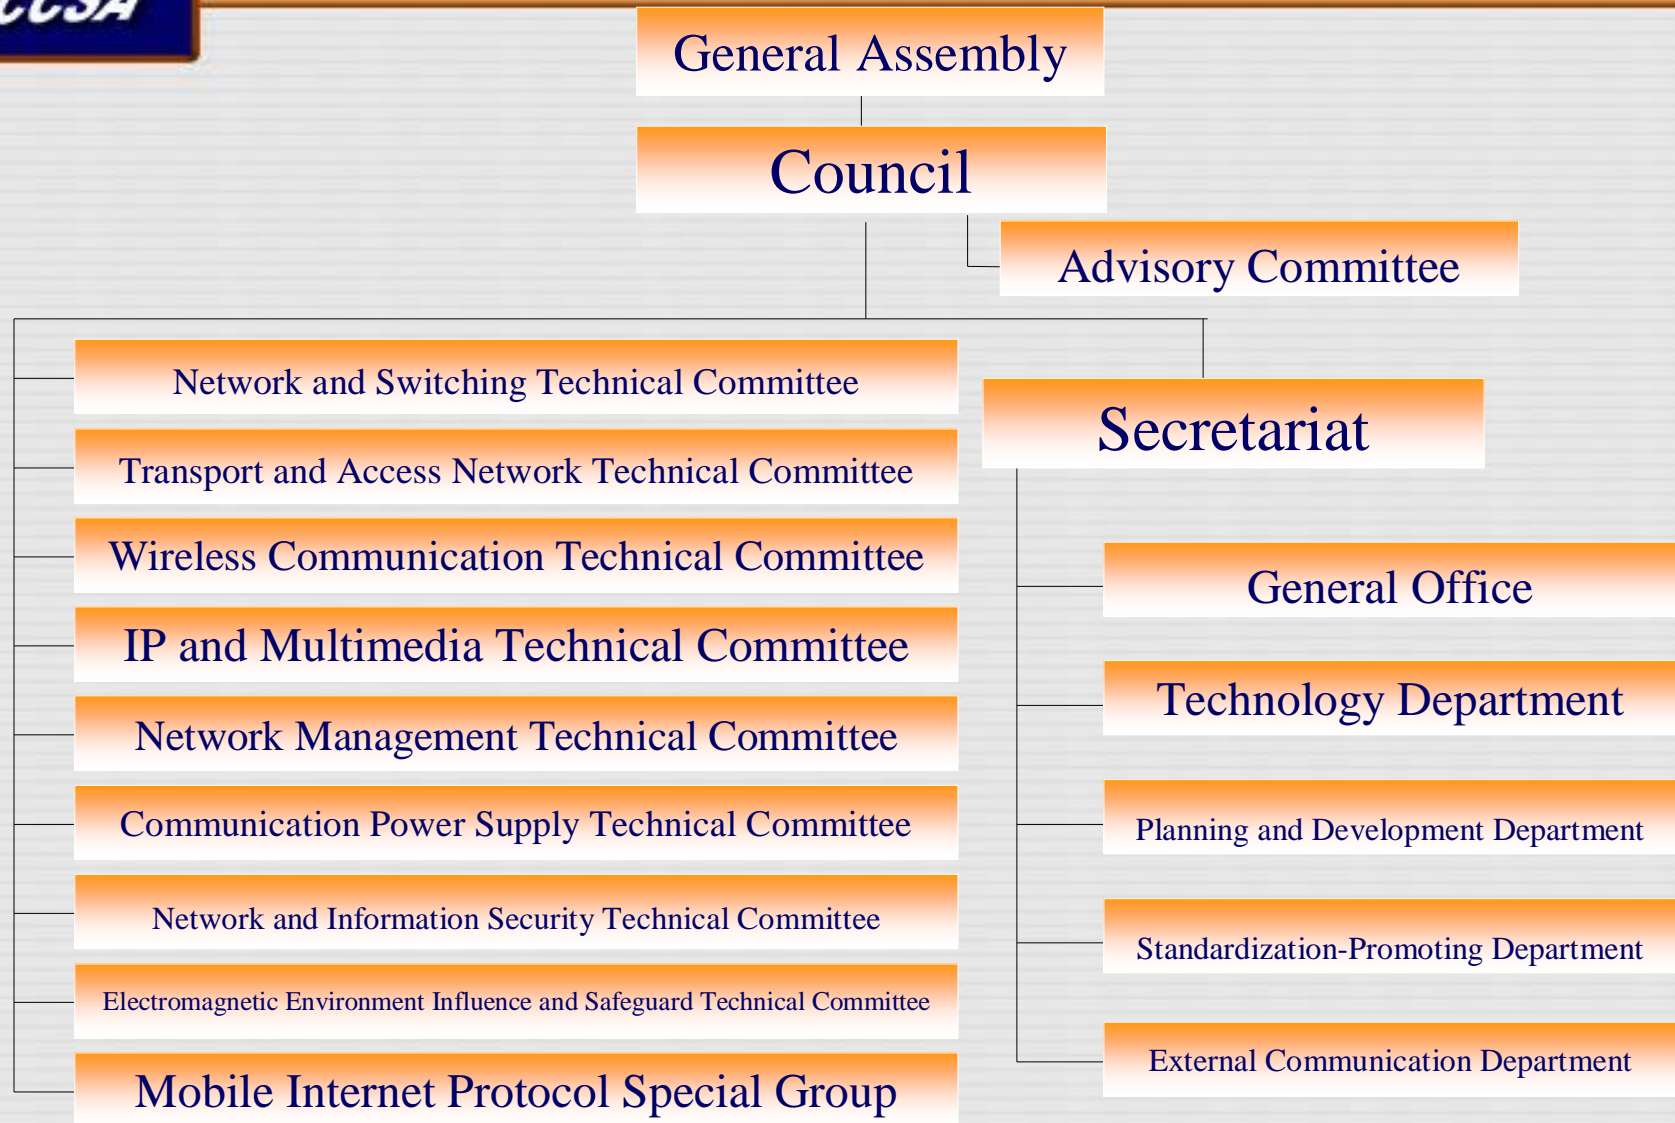 CCSA
General Assembly
Council
Advisory Committee
Network and Switching Technical Committee
Transport and Access Network Technical Committee
Wireless Communication Technical Committee
IP and Multimedia Technical Committee
Network Management Technical Committee
Communication Power Supply Technical Committee
Network and Information Security Technical Committee
Electromagnetic Environment Influence and Safeguard Technical Committee
Mobile Internet Protocol Special Group
Secretariat
General Office
Technology Department
Planning and Development Department
Standardization-Promoting Department
External Communication Department